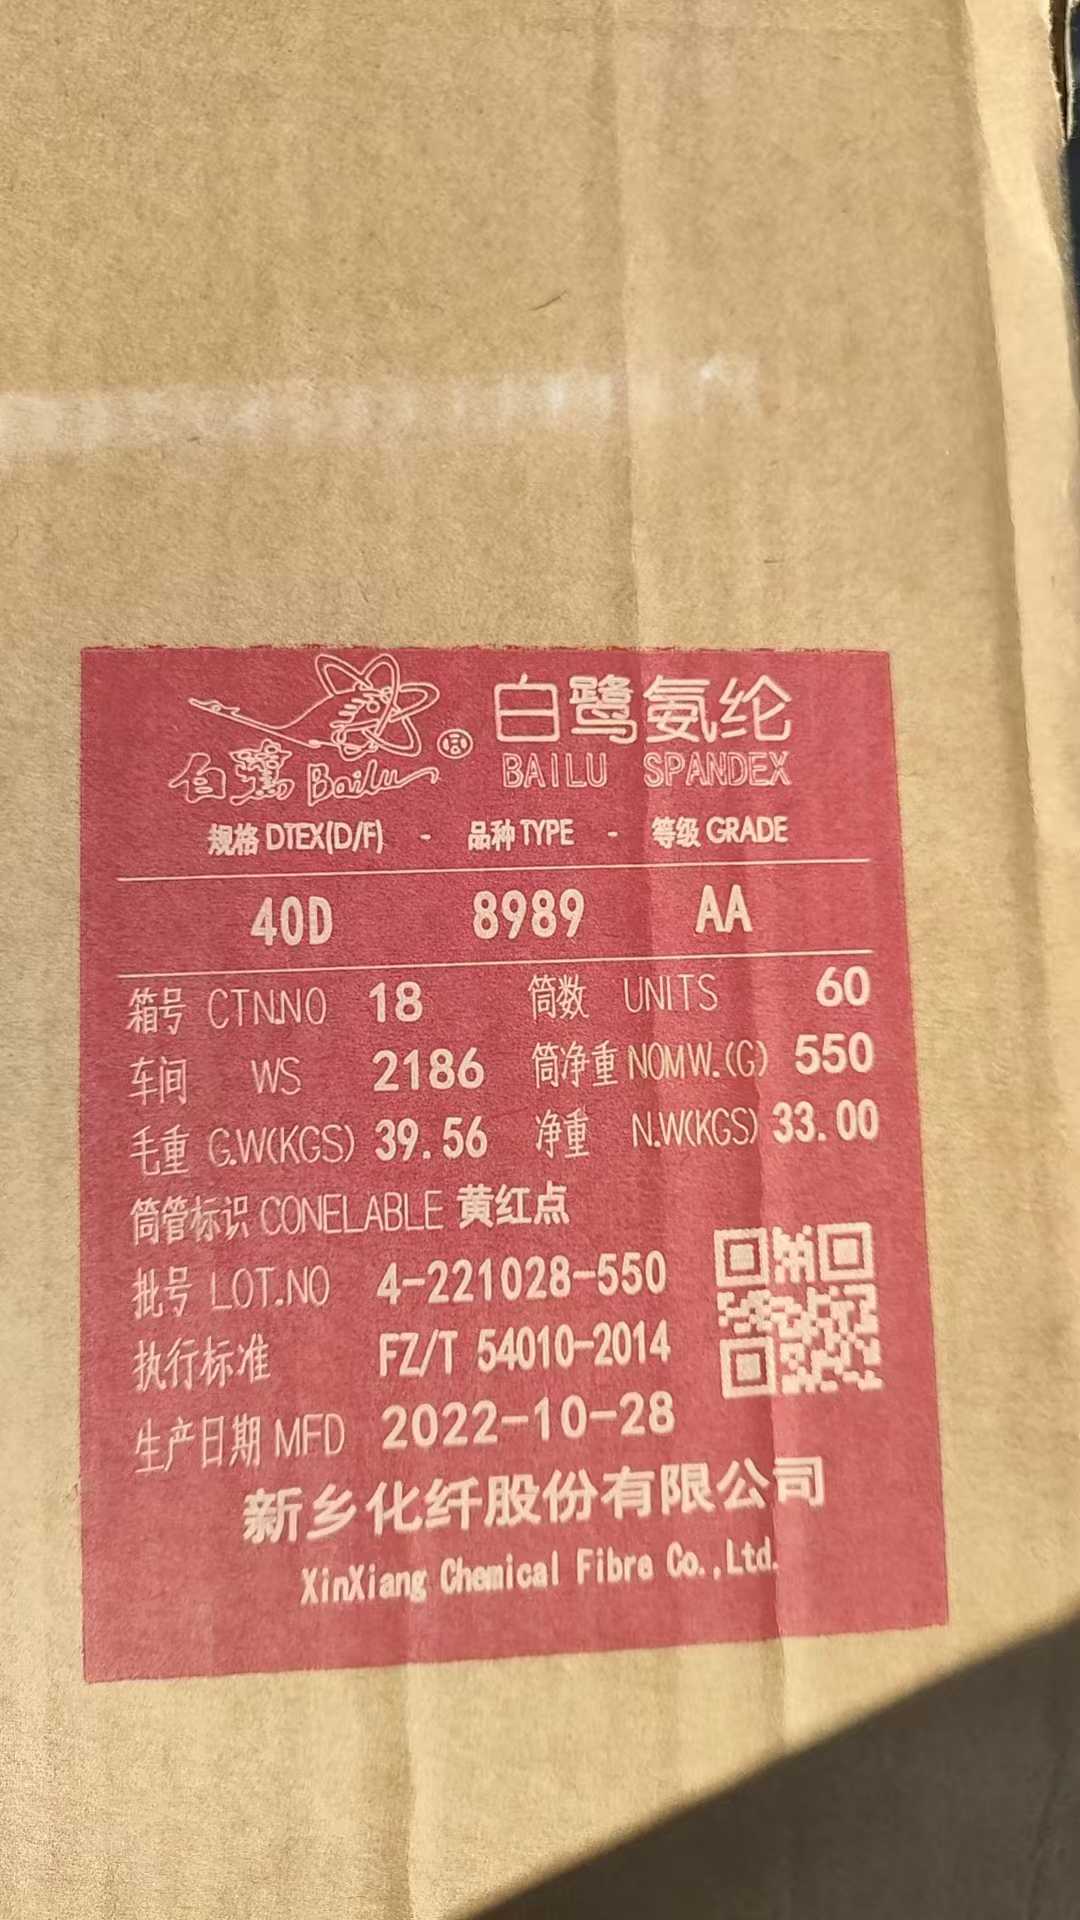 白鹭 Bailu ® 白鹭氨纶
BAILU SPANDEX
规格 DTEX(D/F) - 品种 TYPE - 等级 GRADE
40D 8989 AA
箱号 CTN.NO 18 筒数 UNITS 60
车间 WS 2186 筒净重 NOMW.(G) 550
毛重 G.W(KGS) 39.56 净重 N.W(KGS) 33.00
筒管标识 CONELABLE 黄红点
批号 LOT.NO 4-221028-550
执行标准 FZ/T 54010-2014
生产日期 MFD 2022-10-28
新乡化纤股份有限公司
XinXiang Chemical Fibre Co.,Ltd.